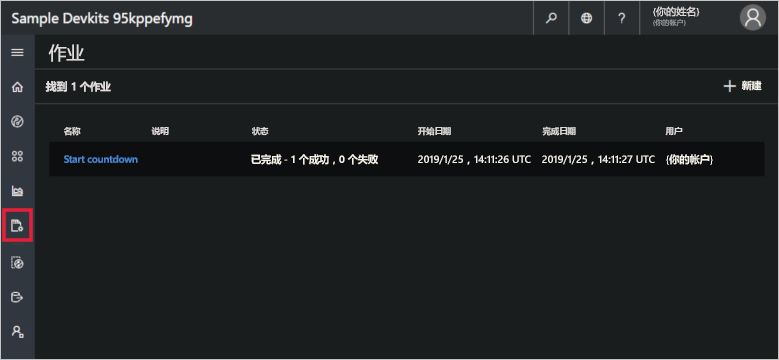 Sample Devkits 95kppefymg
?
{你的姓名}
{你的帐户}
作业
找到 1 个作业
新建
名称 说明 状态 开始日期 完成日期 用户
Start countdown 已完成 - 1 个成功，0 个失败 2019/1/25，14:11:26 UTC 2019/1/25，14:11:27 UTC {你的帐户}